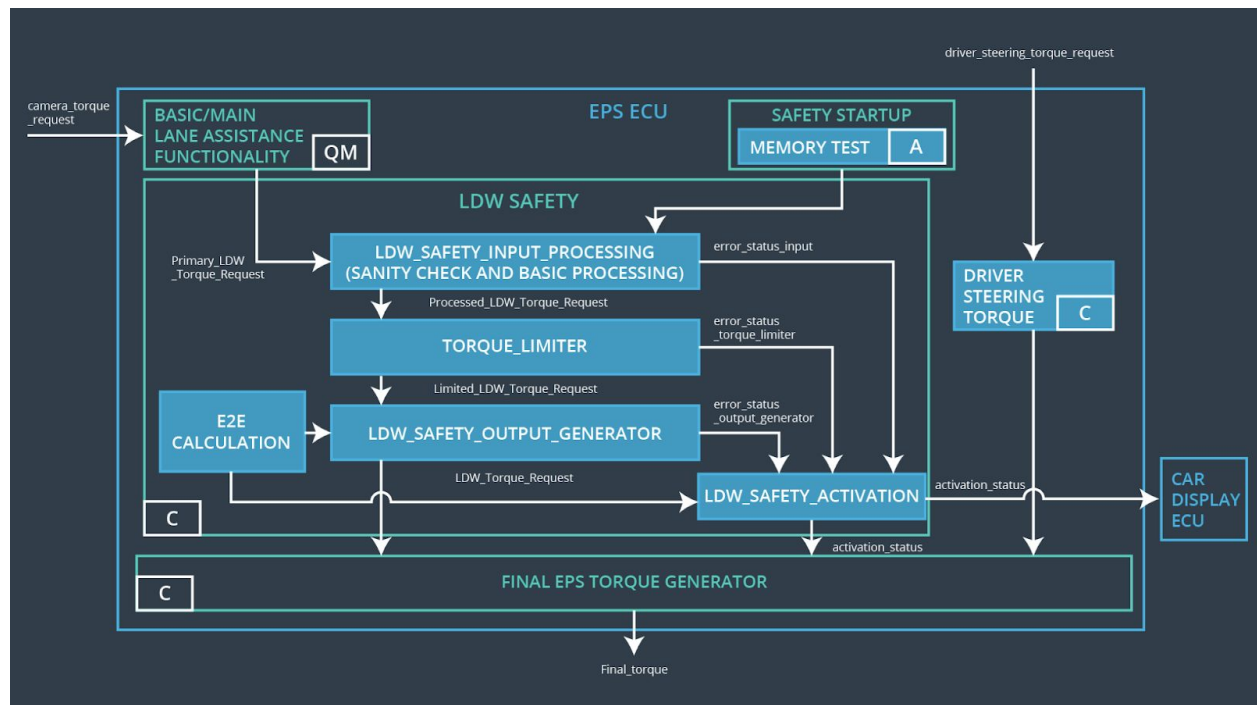 driver_steering_torque_request
camera_torque
_request
EPS ECU
BASIC/MAIN
LANE ASSISTANCE
FUNCTIONALITY
QM
SAFETY STARTUP
MEMORY TEST
A
LDW SAFETY
Primary_LDW
_Torque_Request
LDW_SAFETY_INPUT_PROCESSING
(SANITY CHECK AND BASIC PROCESSING)
error_status_input
DRIVER
STEERING
TORQUE
C
Processed_LDW_Torque_Request
TORQUE_LIMITER
error_status
_torque_limiter
Limited_LDW_Torque_Request
E2E
CALCULATION
LDW_SAFETY_OUTPUT_GENERATOR
error_status
_output_generator
LDW_Torque_Request
LDW_SAFETY_ACTIVATION
activation_status
CAR
DISPLAY
ECU
C
activation_status
FINAL EPS TORQUE GENERATOR
C
Final_torque